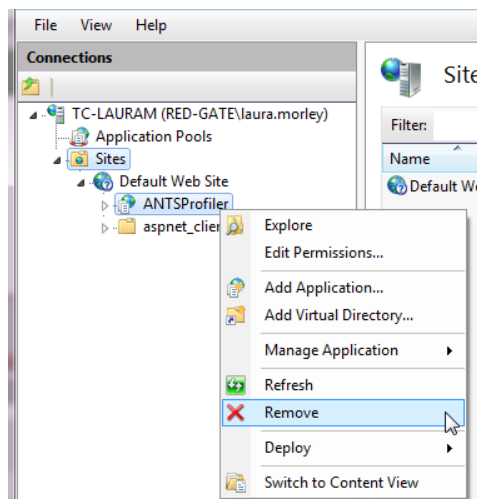 File View Help
Connections
Site
TC-LAURAM (RED-GATE\laura.morley)
Application Pools
Filter:
Sites
Name
Default Web Site
Default We
ANTSProfiler
aspnet_clien
Explore
Edit Permissions...
Add Application...
Add Virtual Directory...
Manage Application
Refresh
Remove
Deploy
Switch to Content View